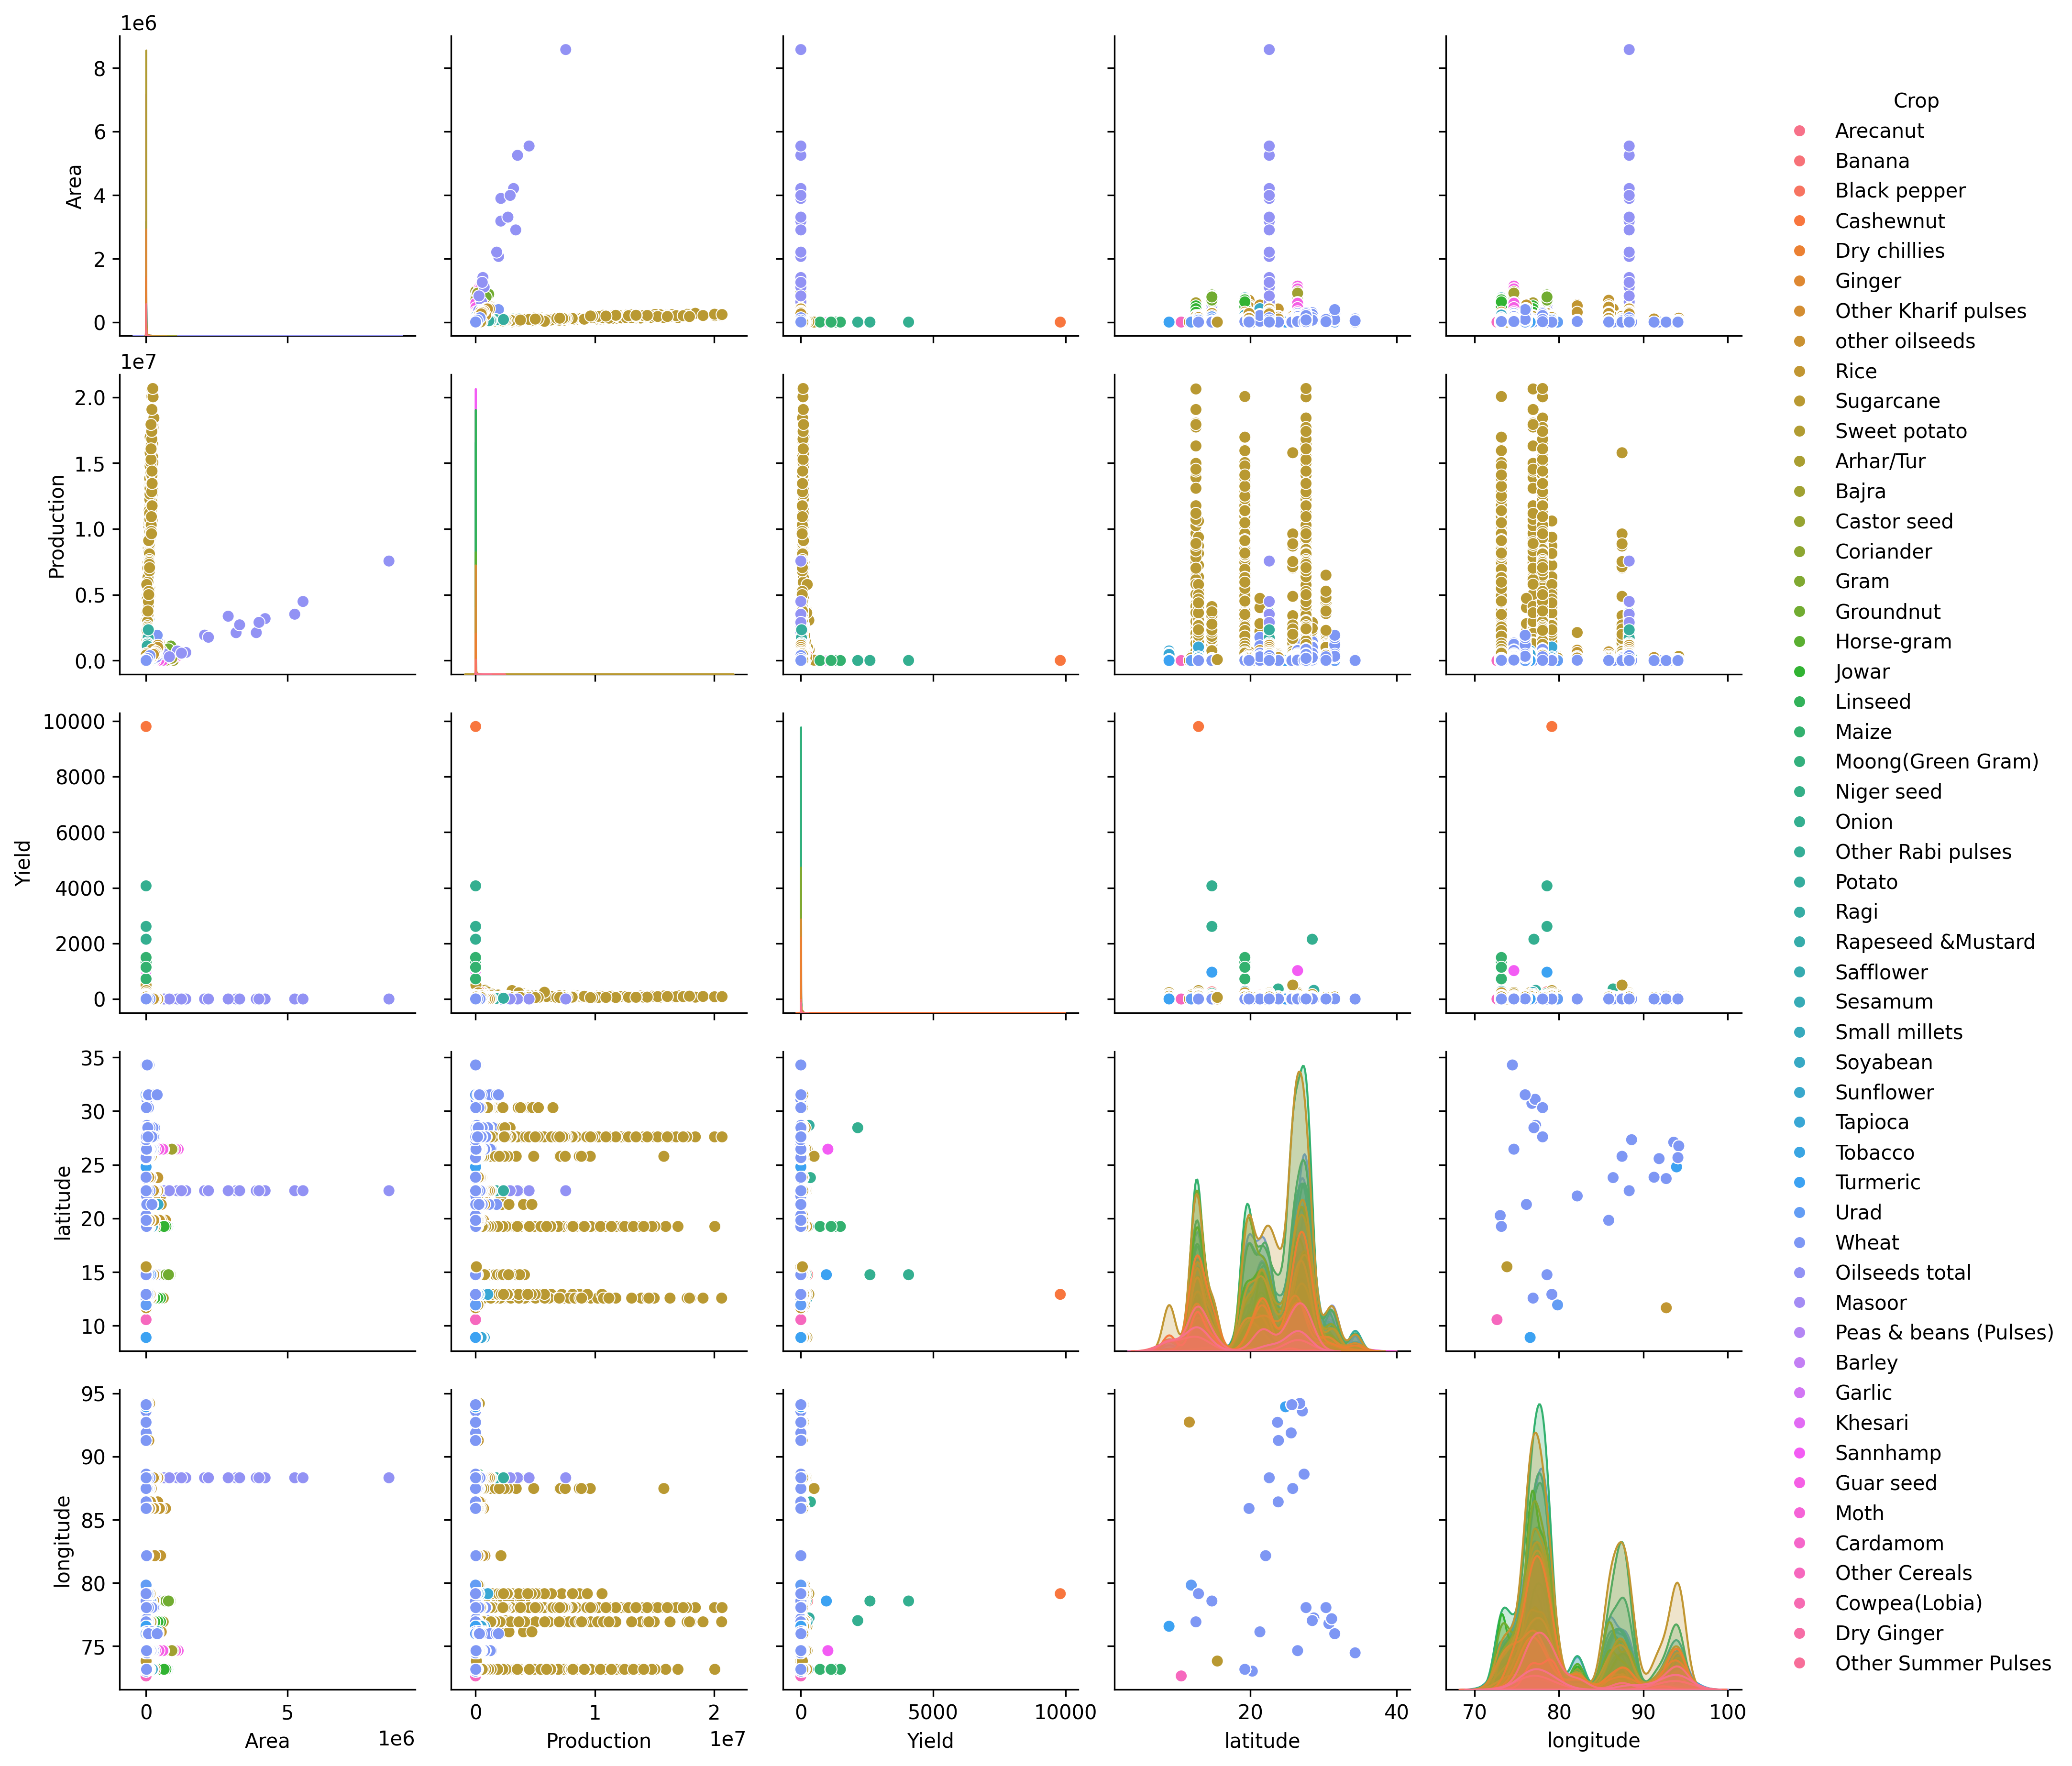 1e6
8
6
4
2
0
Area
1e7
2.0
1.5
1.0
0.5
0.0
Production
10000
8000
6000
4000
2000
0
Yield
35
30
25
20
15
10
latitude
95
90
85
80
75
longitude
0 5
1e6
Area
0 1 2
1e7
Production
0 5000 10000
Yield
20 40
latitude
70 80 90 100
longitude
Crop
Arecanut
Banana
Black pepper
Cashewnut
Dry chillies
Ginger
Other Kharif pulses
other oilseeds
Rice
Sugarcane
Sweet potato
Arhar/Tur
Bajra
Castor seed
Coriander
Gram
Groundnut
Horse-gram
Jowar
Linseed
Maize
Moong(Green Gram)
Niger seed
Onion
Other Rabi pulses
Potato
Ragi
Rapeseed &Mustard
Safflower
Sesamum
Small millets
Soyabean
Sunflower
Tapioca
Tobacco
Turmeric
Urad
Wheat
Oilseeds total
Masoor
Peas & beans (Pulses)
Barley
Garlic
Khesari
Sannhamp
Guar seed
Moth
Cardamom
Other Cereals
Cowpea(Lobia)
Dry Ginger
Other Summer Pulses